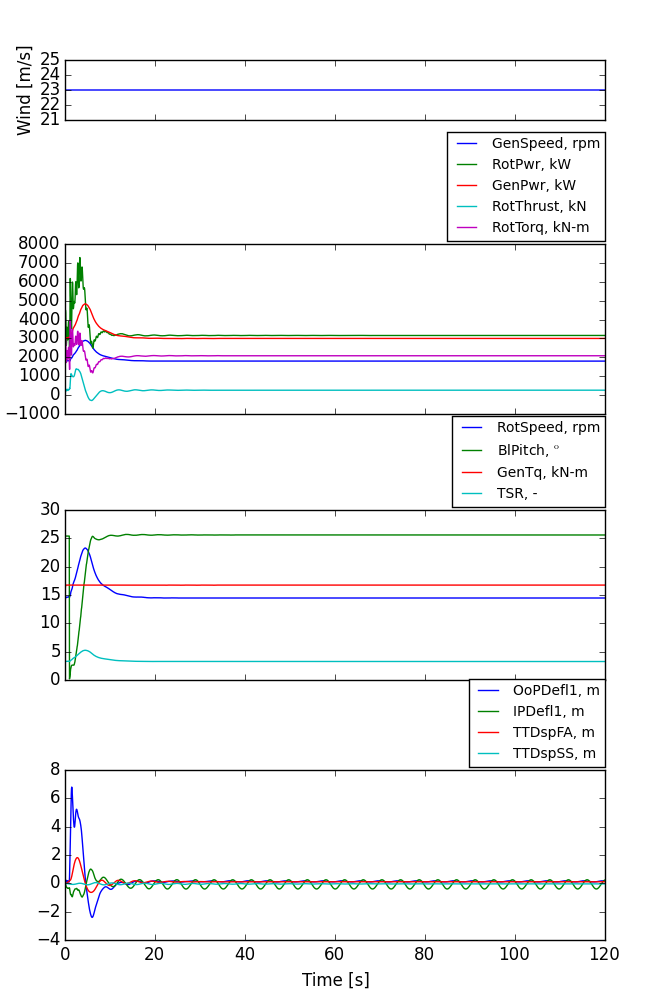 Wind [m/s]
25
24
23
22
21
GenSpeed, rpm
RotPwr, kW
GenPwr, kW
RotThrust, kN
RotTorq, kN-m
8000
7000
6000
5000
4000
3000
2000
1000
0
−1000
RotSpeed, rpm
BlPitch, °
GenTq, kN-m
TSR, -
30
25
20
15
10
5
0
OoPDefl1, m
IPDefl1, m
TTDspFA, m
TTDspSS, m
8
6
4
2
0
−2
−4
0 20 40 60 80 100 120
Time [s]